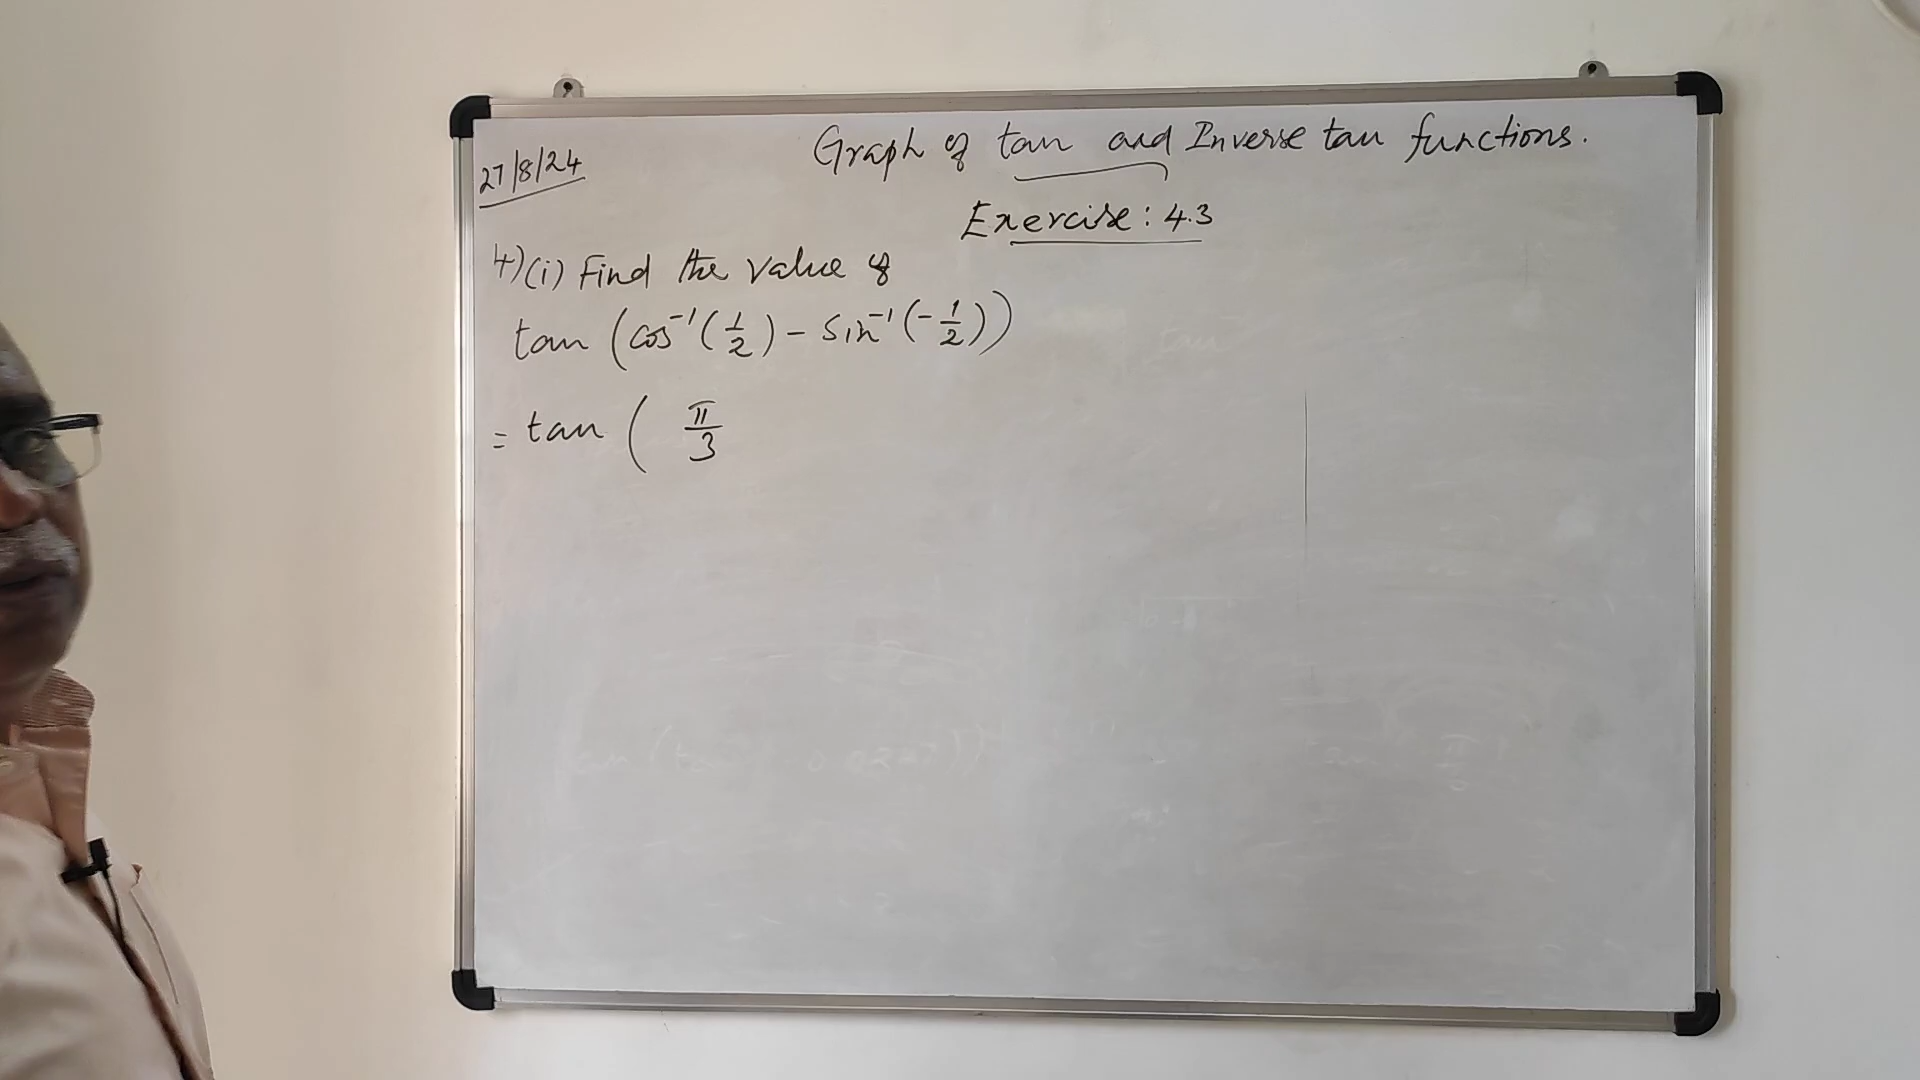 27/8/24
Graph of tan and Inverse tan functions.
Exercise: 4.3
4)(i) Find the value of
tan (cos⁻¹(1/2) - sin⁻¹(-1/2))
= tan ( π/3